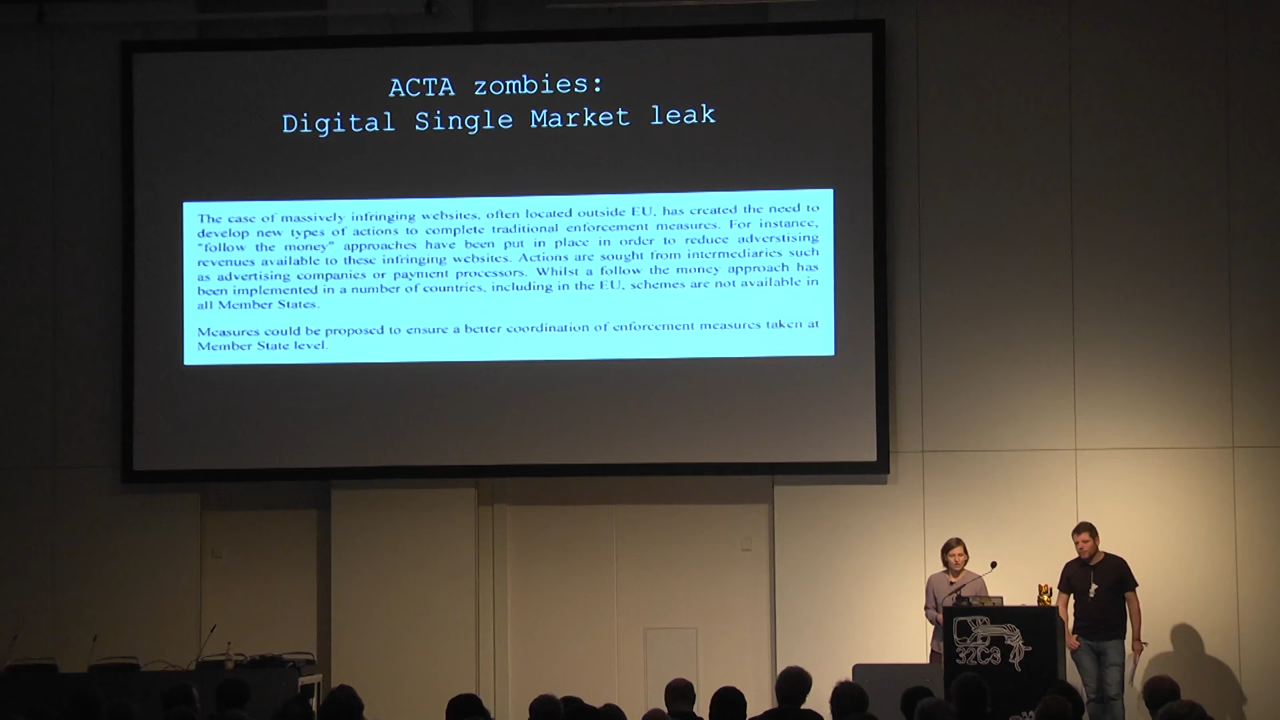 ACTA zombies:
Digital Single Market leak
The case of massively infringing websites, often located outside EU, has created the need to
develop new types of actions to complete traditional enforcement measures. For instance,
"follow the money" approaches have been put in place in order to reduce adverstising
revenues available to these infringing websites. Actions are sought from intermediaries such
as advertising companies or payment processors. Whilst a follow the money approach has
been implemented in a number of countries, including in the EU, schemes are not available in
all Member States.
Measures could be proposed to ensure a better coordination of enforcement measures taken at
Member State level.
32C3